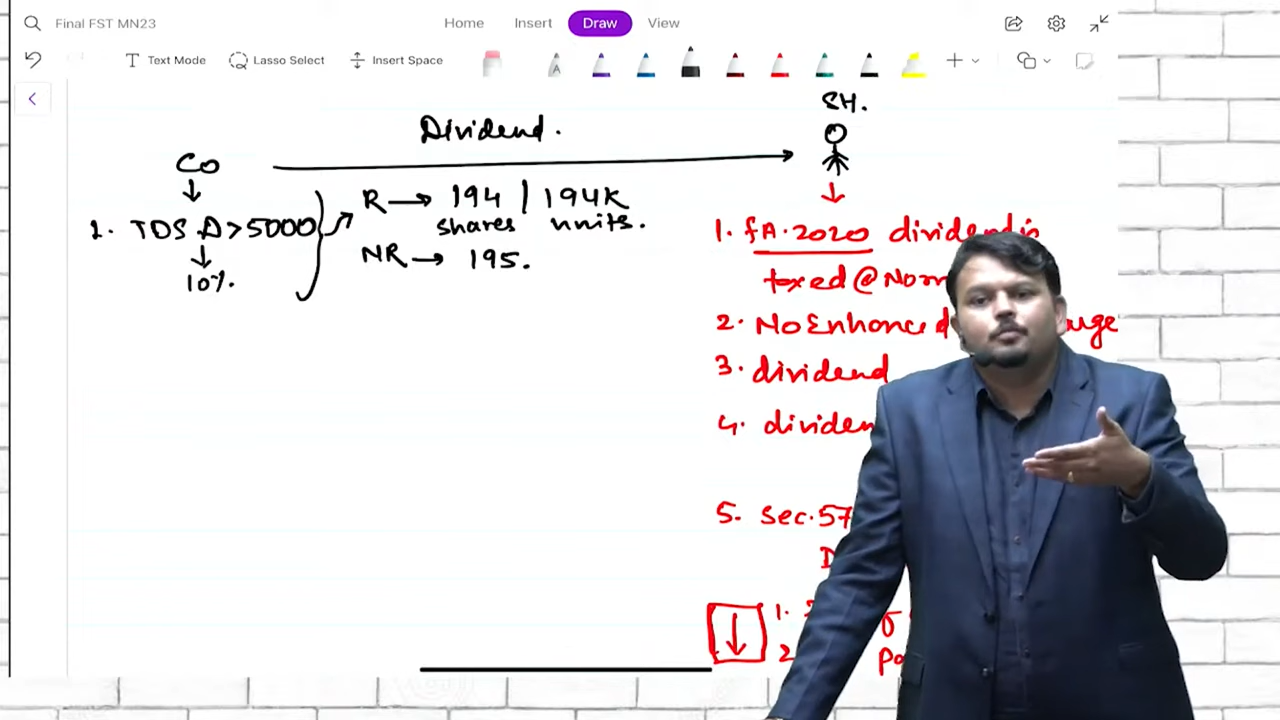 Final FST MN23
Home Insert Draw View
Text Mode Lasso Select Insert Space
SH.
Dividend.
Co
R → 194 | 194K
shares units.
1. TDS D>5000
NR → 195.
10%.
1. FA.2020 dividend is
taxed @
2. No Enhanced
3. dividend
4.
5. Sec.57
1.
2.